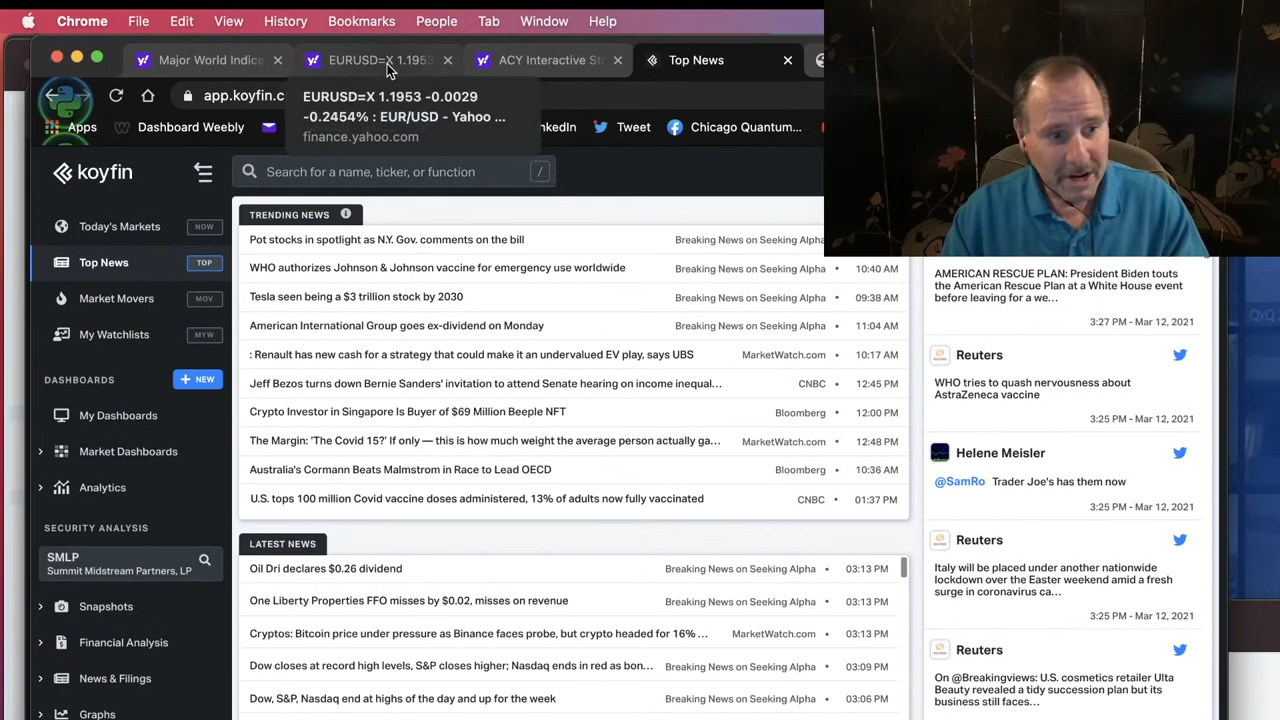 Chrome File Edit View History Bookmarks People Tab Window Help
Major World Indice
EURUSD=X 1.1953
ACY Interactive St
Top News
app.koyfin.c
EURUSD=X 1.1953 -0.0029
-0.2454% : EUR/USD - Yahoo ...
finance.yahoo.com
Apps
Dashboard Weekly
nkedIn
Tweet
Chicago Quantum...
koyfin
Search for a name, ticker, or function /
Today's Markets NOW
Top News TOP
Market Movers MOV
My Watchlists MYW
DASHBOARDS + NEW
My Dashboards
Market Dashboards
Analytics
SECURITY ANALYSIS
SMLP
Summit Midstream Partners, LP
Snapshots
Financial Analysis
News & Filings
Graphs
TRENDING NEWS
Pot stocks in spotlight as N.Y. Gov. comments on the bill Breaking News on Seeking Alpha
WHO authorizes Johnson & Johnson vaccine for emergency use worldwide Breaking News on Seeking Alpha • 10:40 AM
Tesla seen being a $3 trillion stock by 2030 Breaking News on Seeking Alpha • 09:38 AM
American International Group goes ex-dividend on Monday Breaking News on Seeking Alpha • 11:04 AM
: Renault has new cash for a strategy that could make it an undervalued EV play, says UBS MarketWatch.com • 10:17 AM
Jeff Bezos turns down Bernie Sanders' invitation to attend Senate hearing on income inequal... CNBC • 12:45 PM
Crypto Investor in Singapore Is Buyer of $69 Million Beeple NFT Bloomberg • 12:00 PM
The Margin: 'The Covid 15?' If only — this is how much weight the average person actually ga... MarketWatch.com • 12:48 PM
Australia's Cormann Beats Malmstrom in Race to Lead OECD Bloomberg • 10:36 AM
U.S. tops 100 million Covid vaccine doses administered, 13% of adults now fully vaccinated CNBC • 01:37 PM
LATEST NEWS
Oil Dri declares $0.26 dividend Breaking News on Seeking Alpha • 03:13 PM
One Liberty Properties FFO misses by $0.02, misses on revenue Breaking News on Seeking Alpha • 03:13 PM
Cryptos: Bitcoin price under pressure as Binance faces probe, but crypto headed for 16% ... MarketWatch.com • 03:13 PM
Dow closes at record high levels, S&P closes higher; Nasdaq ends in red as bon... Breaking News on Seeking Alpha • 03:09 PM
Dow, S&P, Nasdaq end at highs of the day and up for the week Breaking News on Seeking Alpha • 03:06 PM
AMERICAN RESCUE PLAN: President Biden touts
the American Rescue Plan at a White House event
before leaving for a we...
3:27 PM - Mar 12, 2021
Reuters
WHO tries to quash nervousness about
AstraZeneca vaccine
3:25 PM - Mar 12, 2021
Helene Meisler
@SamRo Trader Joe's has them now
3:25 PM - Mar 12, 2021
Reuters
Italy will be placed under another nationwide
lockdown over the Easter weekend amid a fresh
surge in coronavirus ca...
3:25 PM - Mar 12, 2021
Reuters
On @Breakingviews: U.S. cosmetics retailer Ulta
Beauty revealed a tidy succession plan but its
business still faces...